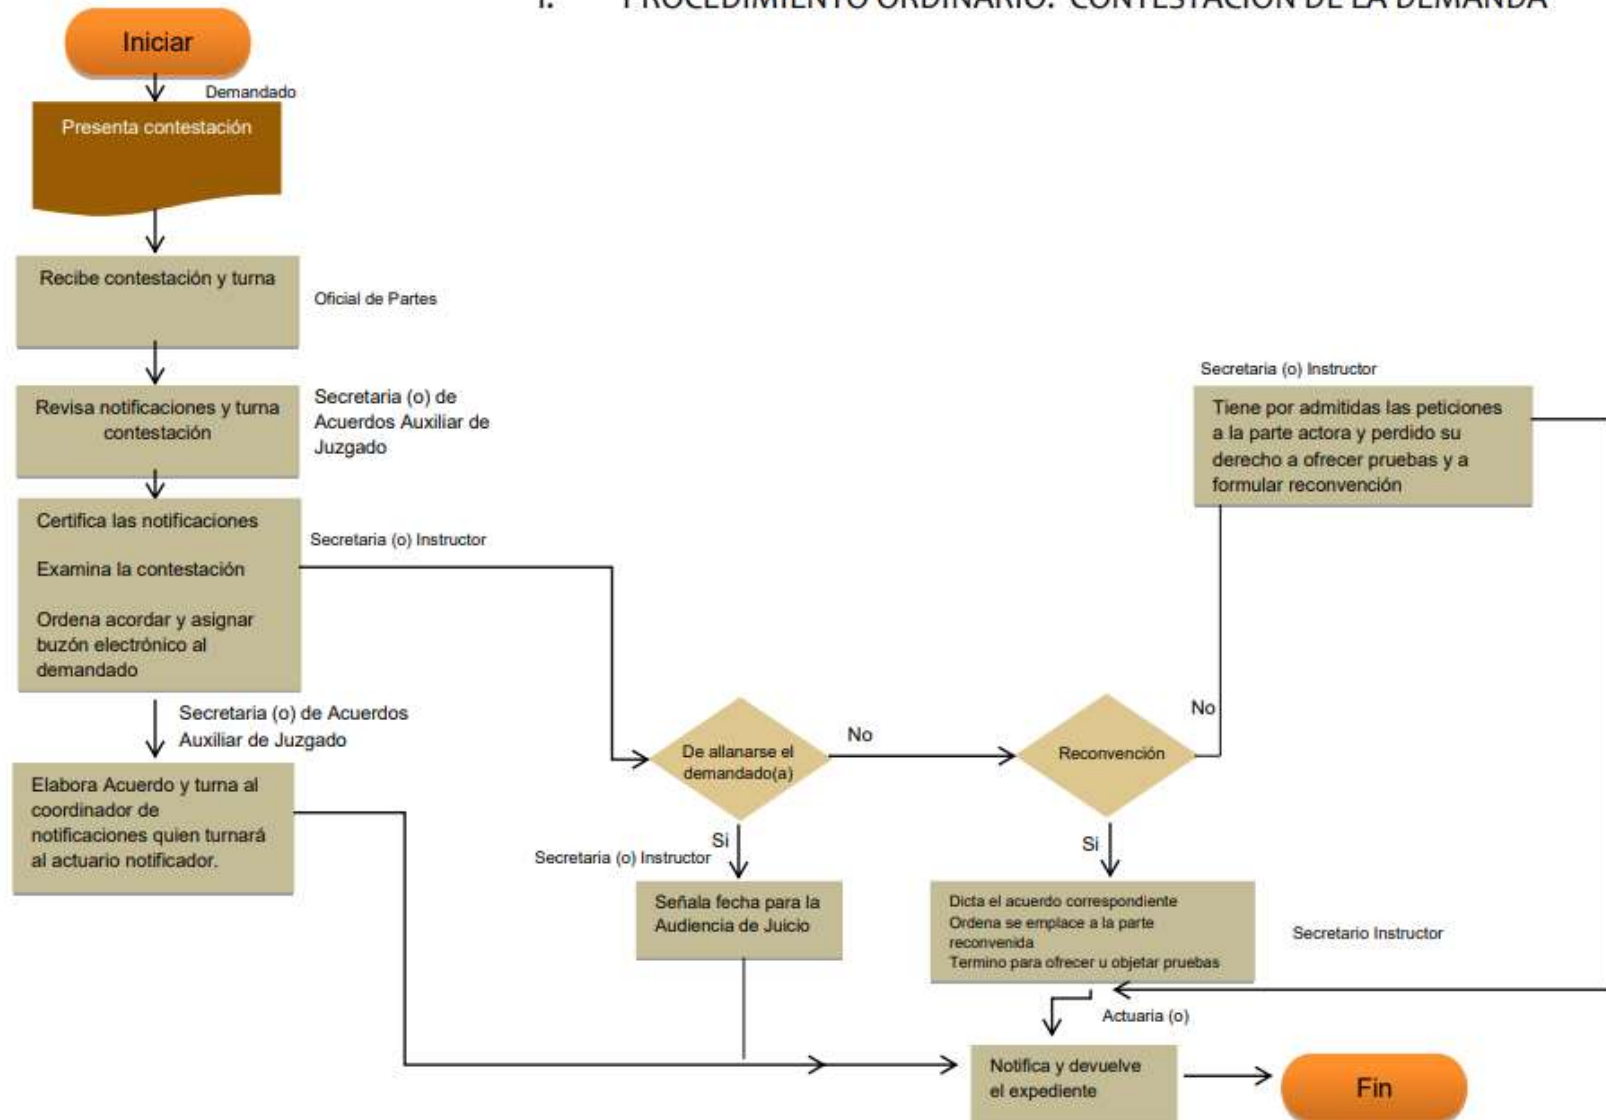 I. PROCEDIMIENTO ORDINARIO. CONTESTACIÓN DE LA DEMANDA
Iniciar
Demandado
Presenta contestación
Recibe contestación y turna
Oficial de Partes
Revisa notificaciones y turna
contestación
Secretaria (o) de
Acuerdos Auxiliar de
Juzgado
Certifica las notificaciones
Examina la contestación
Ordena acordar y asignar
buzón electrónico al
demandado
Secretaria (o) Instructor
Secretaria (o) de Acuerdos
Auxiliar de Juzgado
Elabora Acuerdo y turna al
coordinador de
notificaciones quien turnará
al actuario notificador.
De allanarse el
demandado(a)
No
Reconvención
No
Secretaria (o) Instructor
Tiene por admitidas las peticiones
a la parte actora y perdido su
derecho a ofrecer pruebas y a
formular reconvención
Si
Secretaria (o) Instructor
Señala fecha para la
Audiencia de Juicio
Si
Dicta el acuerdo correspondiente
Ordena se emplace a la parte
reconvenida
Termino para ofrecer u objetar pruebas
Secretario Instructor
Actuaria (o)
Notifica y devuelve
el expediente
Fin